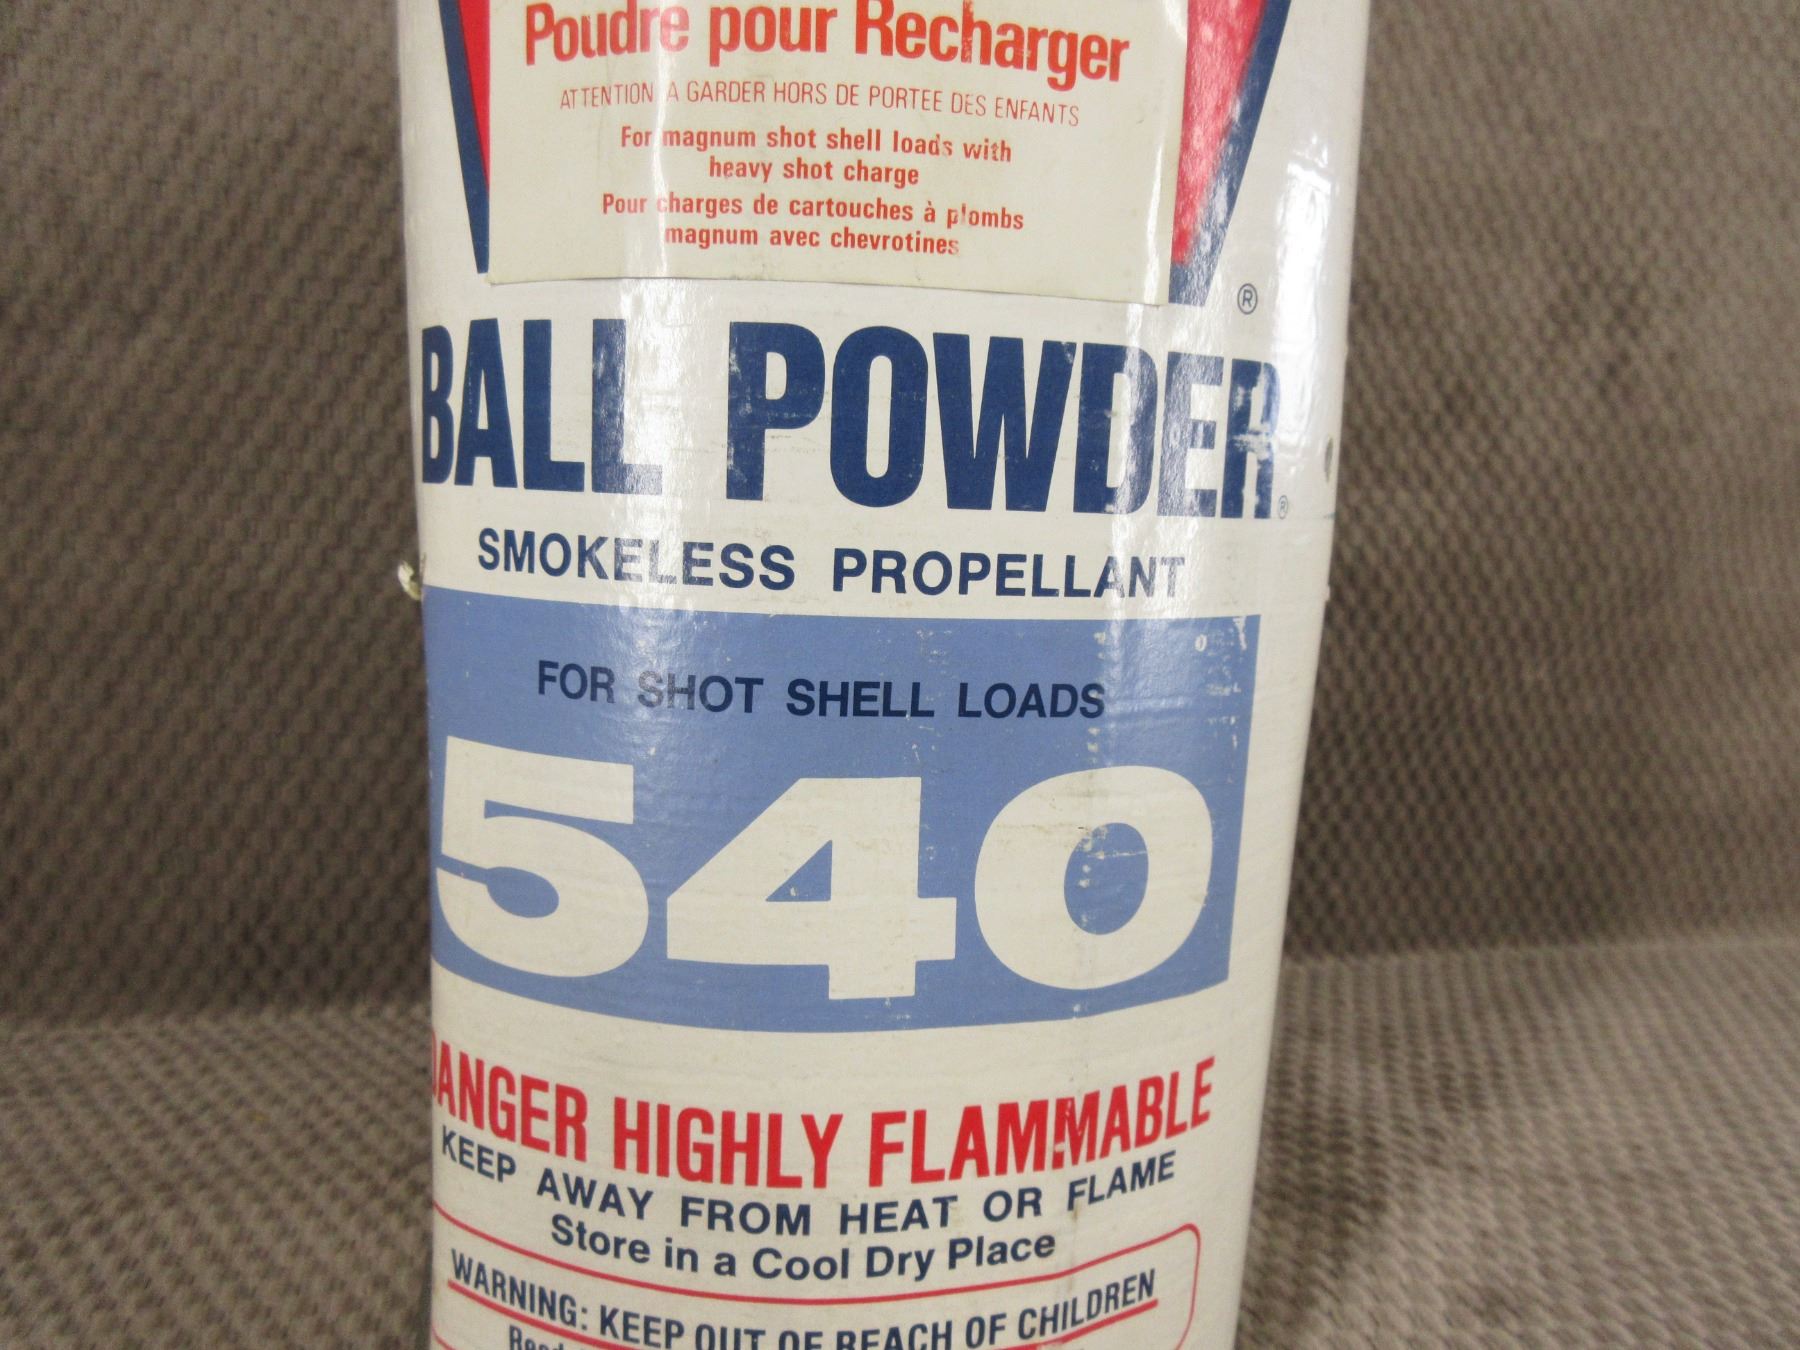 Poudre pour Recharger
ATTENTION A GARDER HORS DE PORTEE DES ENFANTS
For magnum shot shell loads with
heavy shot charge
Pour charges de cartouches à plombs
magnum avec chevrotines
®
BALL POWDER®
SMOKELESS PROPELLANT
FOR SHOT SHELL LOADS
540
DANGER HIGHLY FLAMMABLE
KEEP AWAY FROM HEAT OR FLAME
Store in a Cool Dry Place
WARNING: KEEP OUT OF REACH OF CHILDREN